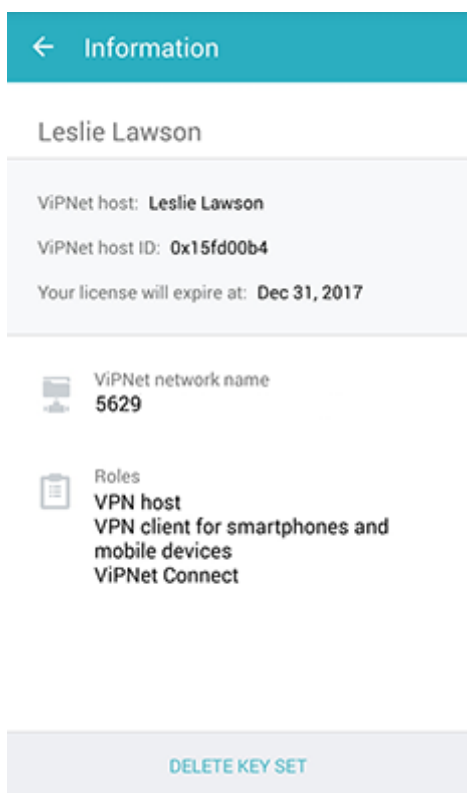 Information
Leslie Lawson
ViPNet host: Leslie Lawson
ViPNet host ID: 0x15fd00b4
Your license will expire at: Dec 31, 2017
ViPNet network name
5629
Roles
VPN host
VPN client for smartphones and
mobile devices
ViPNet Connect
DELETE KEY SET